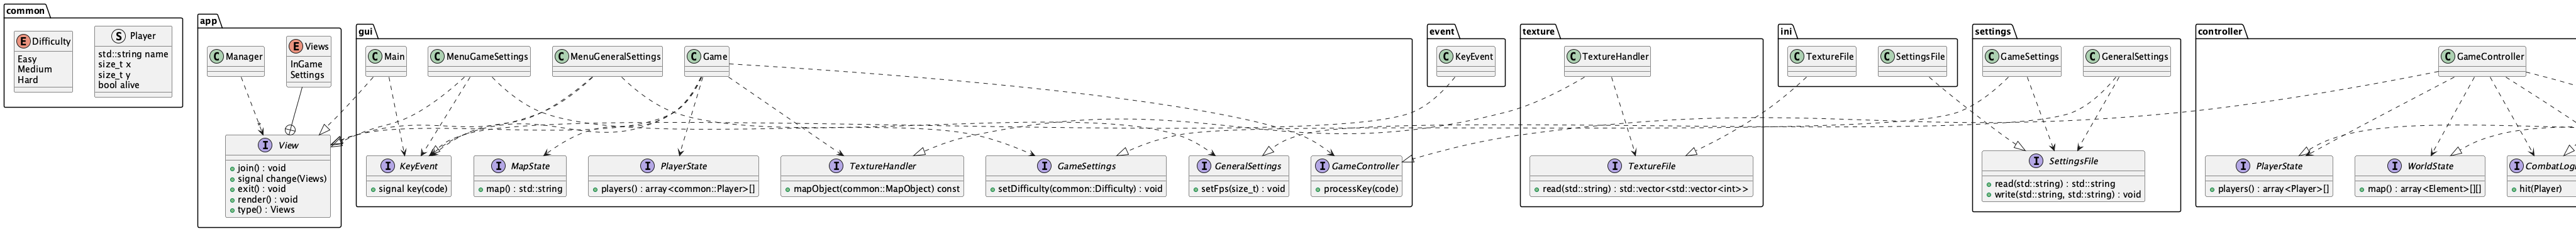 common
E Difficulty
Easy
Medium
Hard
S Player
std::string name
size_t x
size_t y
bool alive
app
C Manager
E Views
InGame
Settings
I View
join() : void
signal change(Views)
exit() : void
render() : void
type() : Views
gui
C Main
C MenuGameSettings
C MenuGeneralSettings
C Game
I KeyEvent
signal key(code)
I MapState
map() : std::string
I PlayerState
players() : array<common::Player>[]
I TextureHandler
mapObject(common::MapObject) const
I GameSettings
setDifficulty(common::Difficulty) : void
I GeneralSettings
setFps(size_t) : void
I GameController
processKey(code)
event
C KeyEvent
texture
C TextureHandler
I TextureFile
read(std::string) : std::vector<std::vector<int>>
ini
C TextureFile
C SettingsFile
settings
C GameSettings
C GeneralSettings
I SettingsFile
read(std::string) : std::string
write(std::string, std::string) : void
controller
C GameController
I PlayerState
players() : array<Player>[]
I WorldState
map() : array<Element>[][]
I
hit(Player)